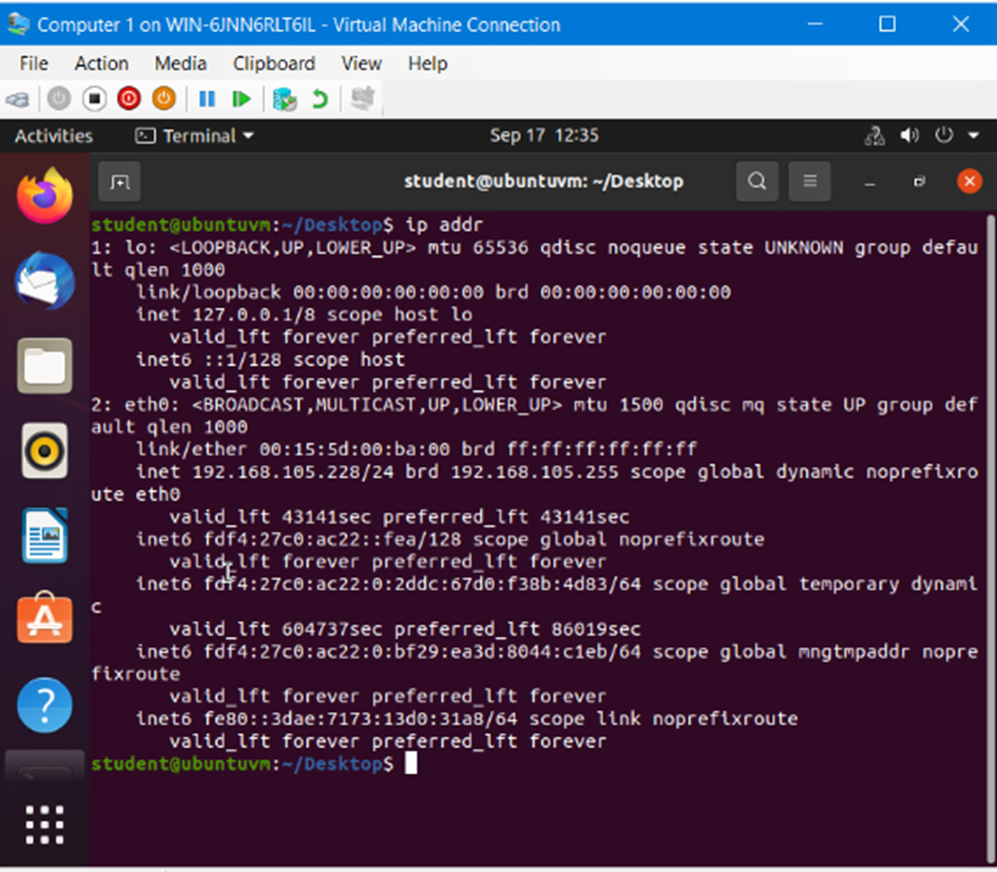 Computer 1 on WIN-6JNN6RLT6IL - Virtual Machine Connection
File Action Media Clipboard View Help
Activities Terminal Sep 17 12:35
student@ubuntuvm: ~/Desktop
student@ubuntuvm:~/Desktop$ ip addr
1: lo: <LOOPBACK,UP,LOWER_UP> mtu 65536 qdisc noqueue state UNKNOWN group defau
lt qlen 1000
link/loopback 00:00:00:00:00:00 brd 00:00:00:00:00:00
inet 127.0.0.1/8 scope host lo
valid_lft forever preferred_lft forever
inet6 ::1/128 scope host
valid_lft forever preferred_lft forever
2: eth0: <BROADCAST,MULTICAST,UP,LOWER_UP> mtu 1500 qdisc mq state UP group def
ault qlen 1000
link/ether 00:15:5d:00:ba:00 brd ff:ff:ff:ff:ff:ff
inet 192.168.105.228/24 brd 192.168.105.255 scope global dynamic noprefixro
ute eth0
valid_lft 43141sec preferred_lft 43141sec
inet6 fdf4:27c0:ac22::fea/128 scope global noprefixroute
valid_lft forever preferred_lft forever
inet6 fdf4:27c0:ac22:0:2ddc:67d0:f38b:4d83/64 scope global temporary dynami
c
valid_lft 604737sec preferred_lft 86019sec
inet6 fdf4:27c0:ac22:0:bf29:ea3d:8044:c1eb/64 scope global mngtmpaddr nopre
fixroute
valid_lft forever preferred_lft forever
inet6 fe80::3dae:7173:13d0:31a8/64 scope link noprefixroute
valid_lft forever preferred_lft forever
student@ubuntuvm:~/Desktop$